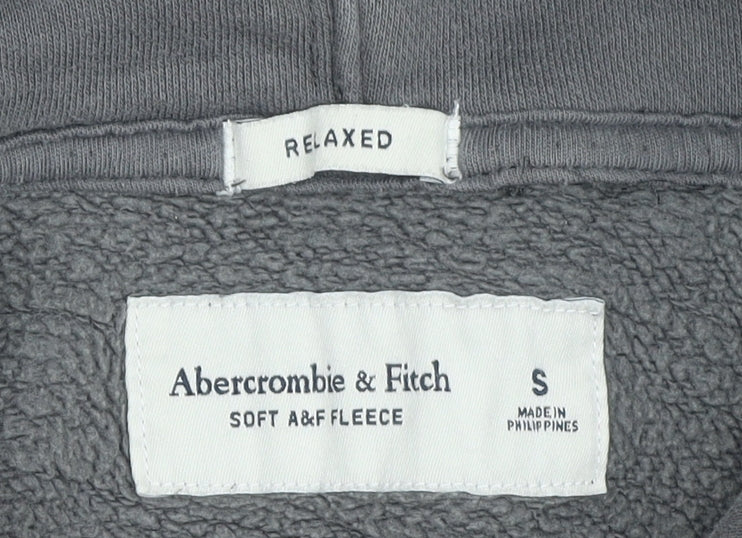 RELAXED
Abercrombie & Fitch
SOFT A&F FLEECE
S
MADE IN
PHILIPPINES